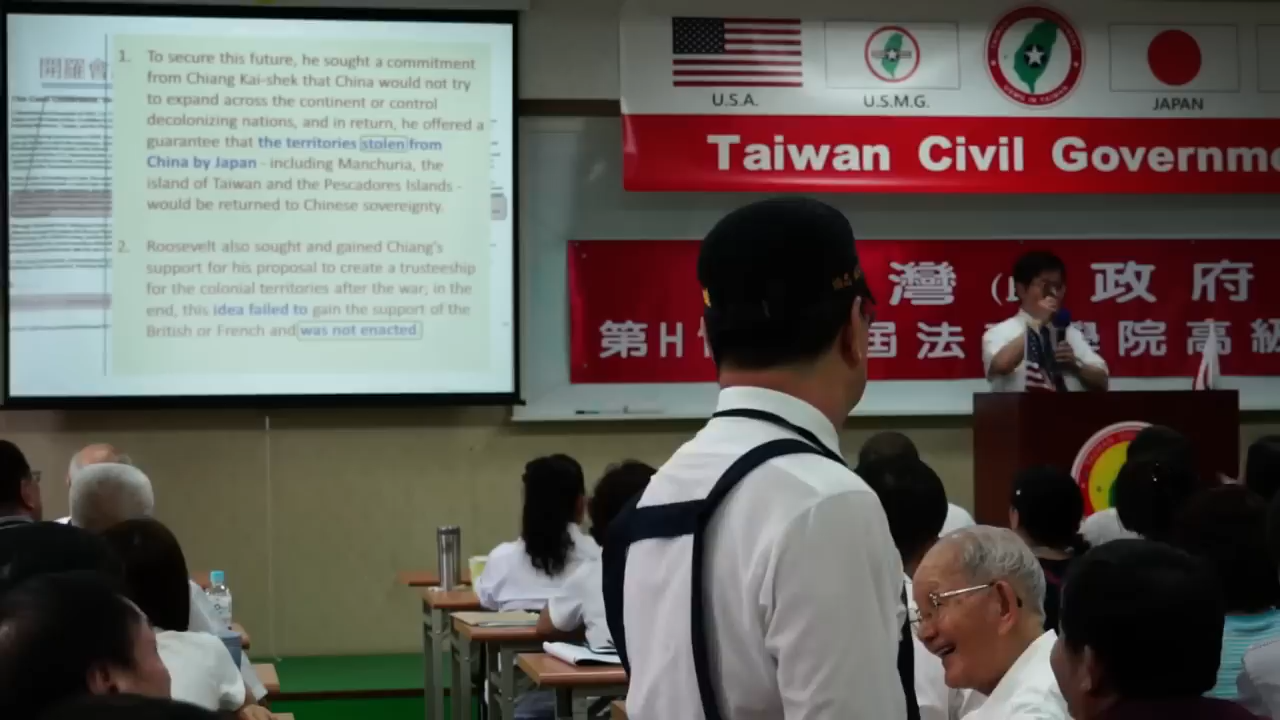 開羅會
1. To secure this future, he sought a commitment
from Chiang Kai-shek that China would not try
to expand across the continent or control
decolonizing nations, and in return, he offered a
guarantee that the territories stolen from
China by Japan - including Manchuria, the
island of Taiwan and the Pescadores Islands -
would be returned to Chinese sovereignty.
2. Roosevelt also sought and gained Chiang's
support for his proposal to create a trusteeship
for the colonial territories after the war; in the
end, this idea failed to gain the support of the
British or French and was not enacted
U.S.A.
U.S.M.G.
JAPAN
Taiwan Civil Governme
灣 政府
第 屆法 學院高級